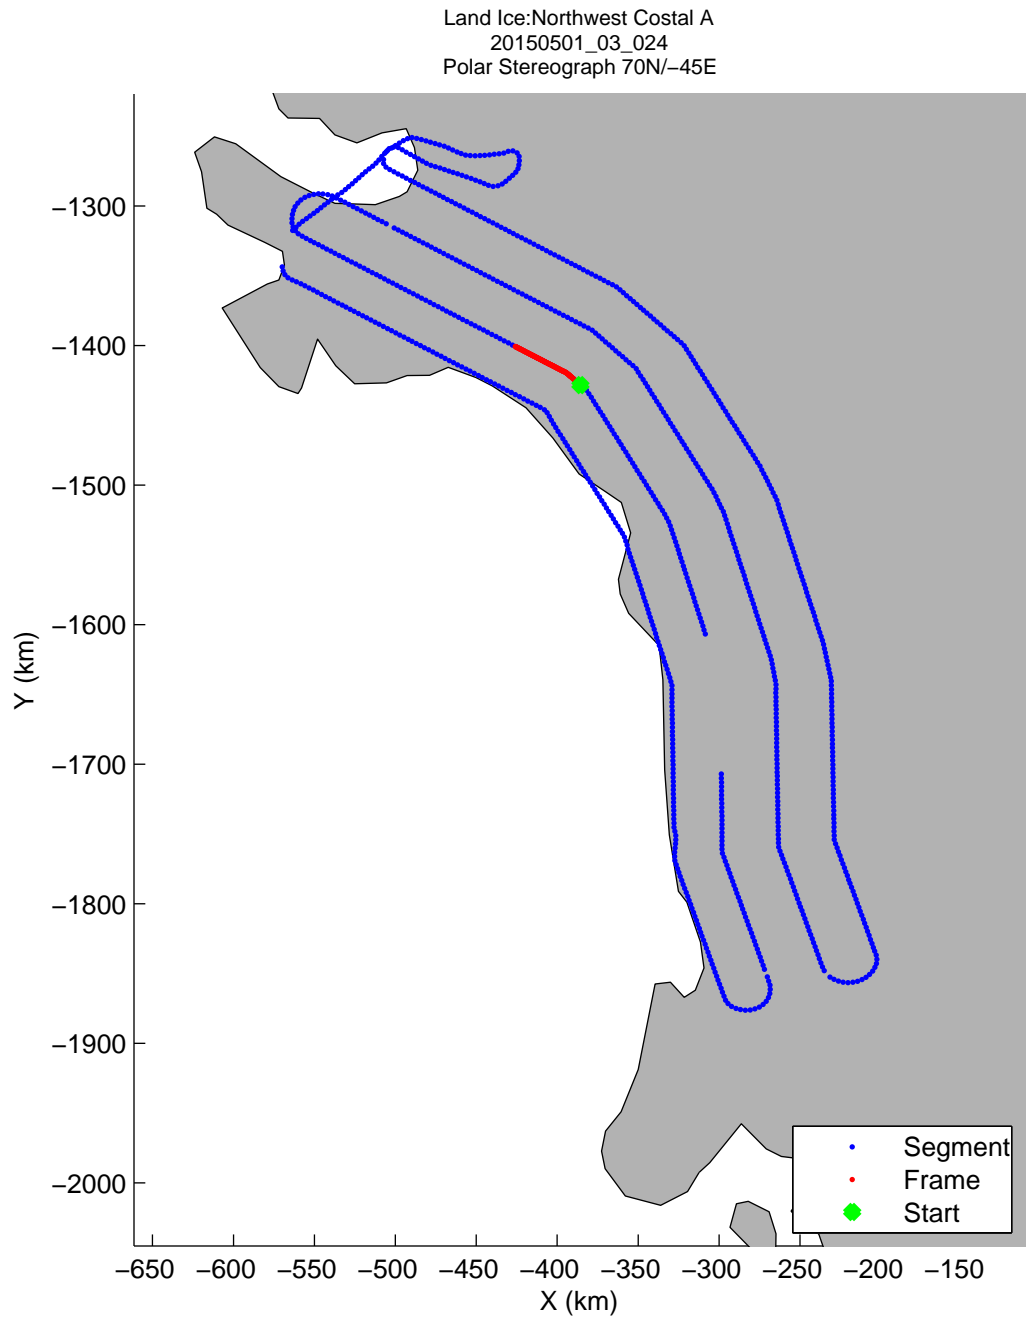 Land Ice:Northwest Costal A
20150501_03_024
Polar Stereograph 70N/−45E
−1300
−1400
−1500
−1600
−1700
−1800
−1900
−2000
Y (km)
Segment
Frame
Start
−650 −600 −550 −500 −450 −400 −350 −300 −250 −200 −150
X (km)